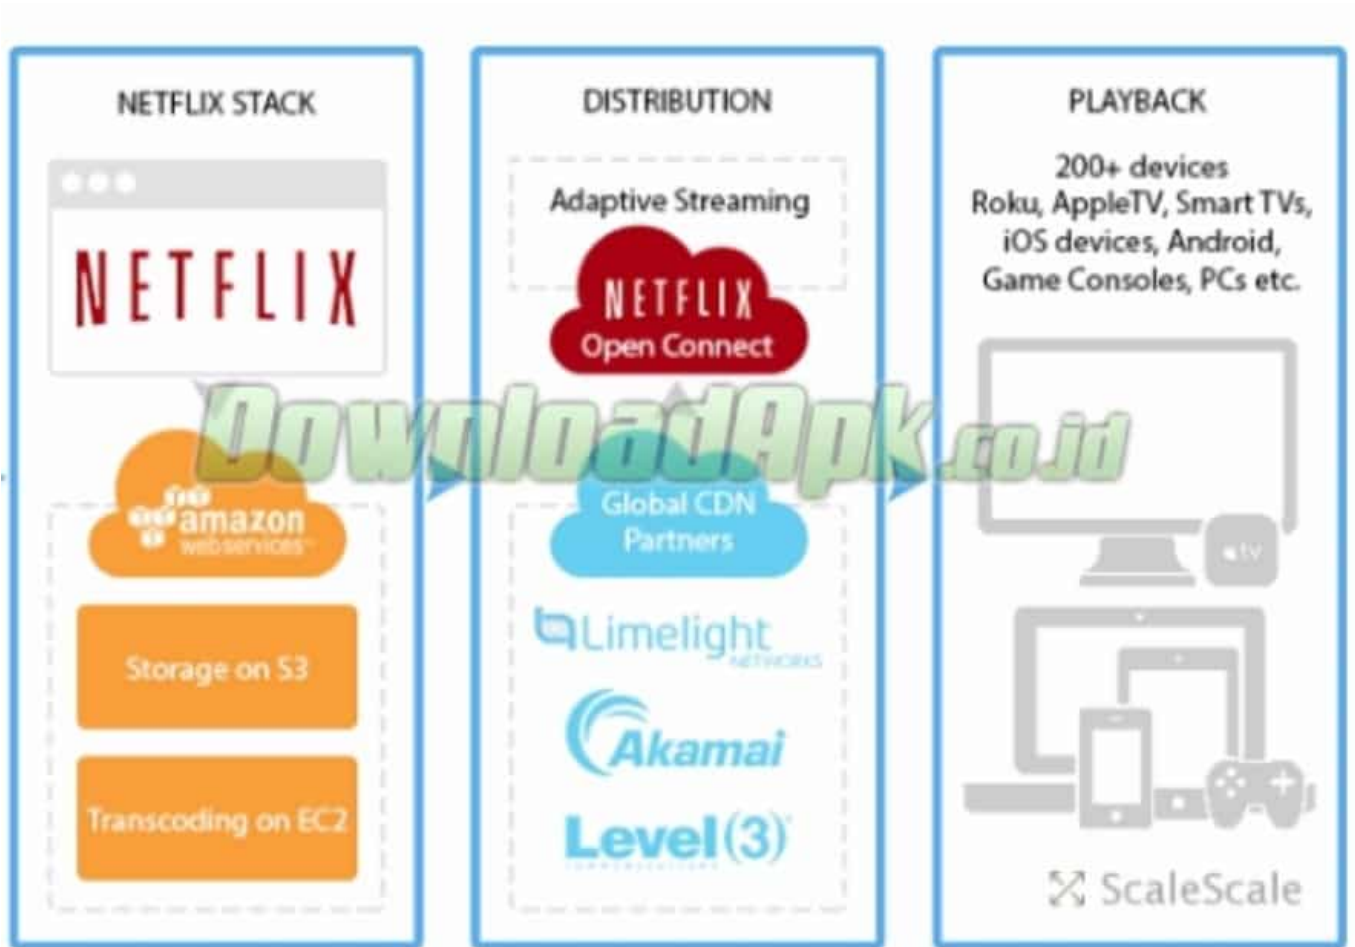 NETFLIX STACK
NETFLIX
amazon
webservices™
Storage on S3
Transcoding on EC2
DISTRIBUTION
Adaptive Streaming
NETFLIX
Open Connect
Global CDN
Partners
Limelight
NETWORKS
Akamai
Level(3)
PLAYBACK
200+ devices
Roku, AppleTV, Smart TVs,
iOS devices, Android,
Game Consoles, PCs etc.
tv
ScaleScale
DownloadApk.co.id